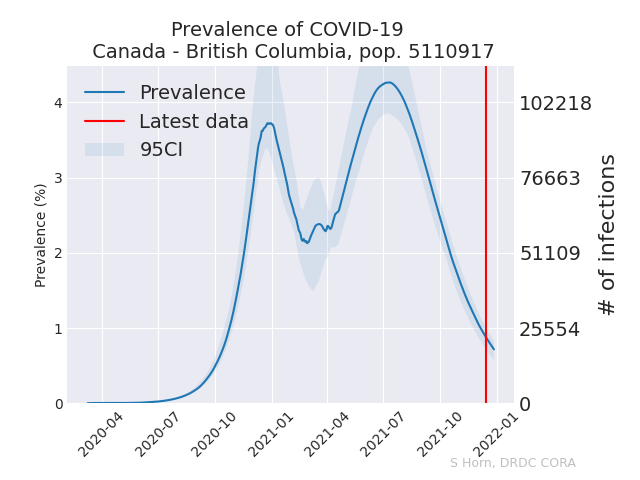 Prevalence of COVID-19
Canada - British Columbia, pop. 5110917
Prevalence
Latest data
95CI
Prevalence (%)
4
3
2
1
0
102218
76663
51109
25554
0
# of infections
2020-04
2020-07
2020-10
2021-01
2021-04
2021-07
2021-10
2022-01
S Horn, DRDC CORA